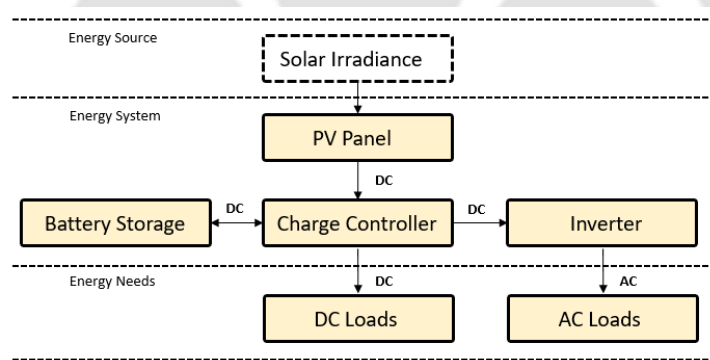 Energy Source
Solar Irradiance
Energy System
PV Panel
DC
Battery Storage
DC
Charge Controller
DC
Inverter
Energy Needs
DC
AC
DC Loads
AC Loads